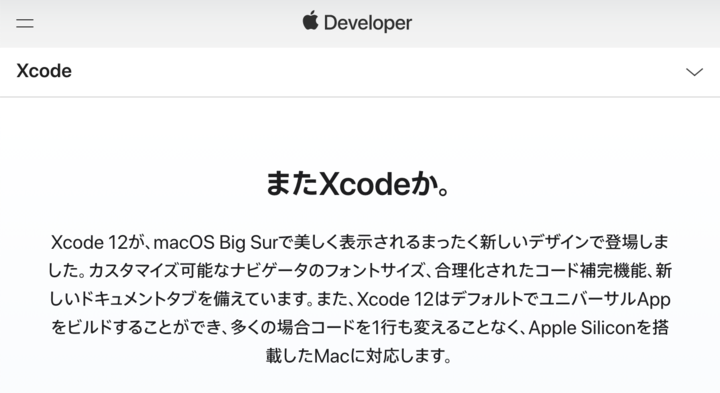 Developer
Xcode
またXcodeか。
Xcode 12が、macOS Big Surで美しく表示されるまったく新しいデザインで登場しま
した。カスタマイズ可能なナビゲータのフォントサイズ、合理化されたコード補完機能、新
しいドキュメントタブを備えています。また、Xcode 12はデフォルトでユニバーサルApp
をビルドすることができ、多くの場合コードを1行も変えることなく、Apple Siliconを搭
載したMacに対応します。